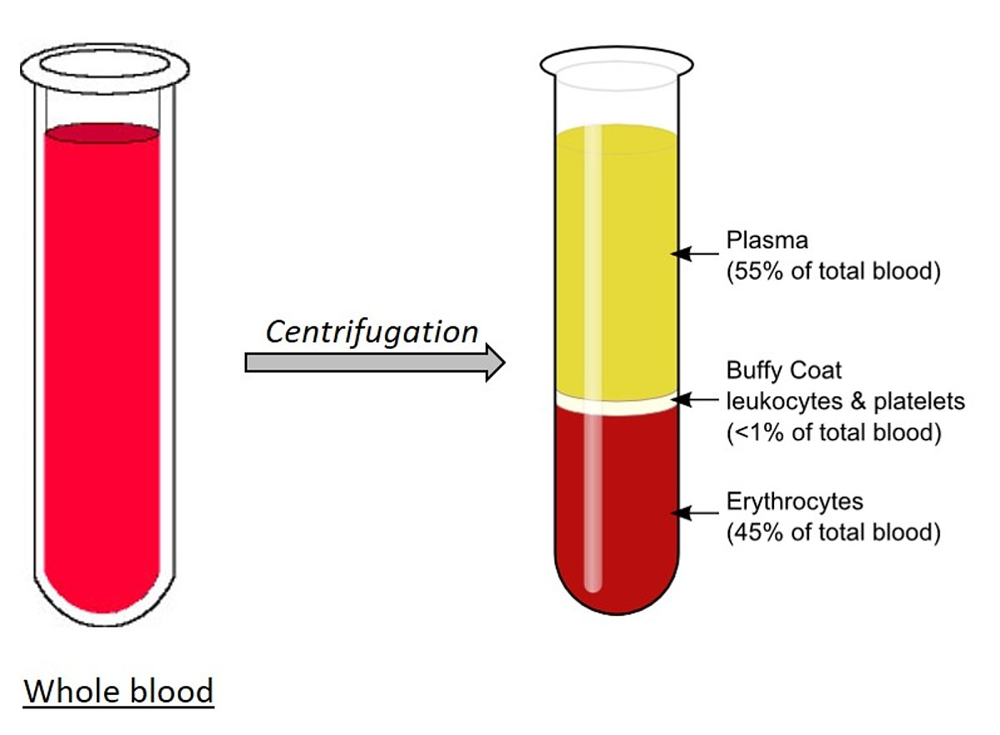 Centrifugation
Plasma
(55% of total blood)
Buffy Coat
leukocytes & platelets
(<1% of total blood)
Erythrocytes
(45% of total blood)
Whole blood